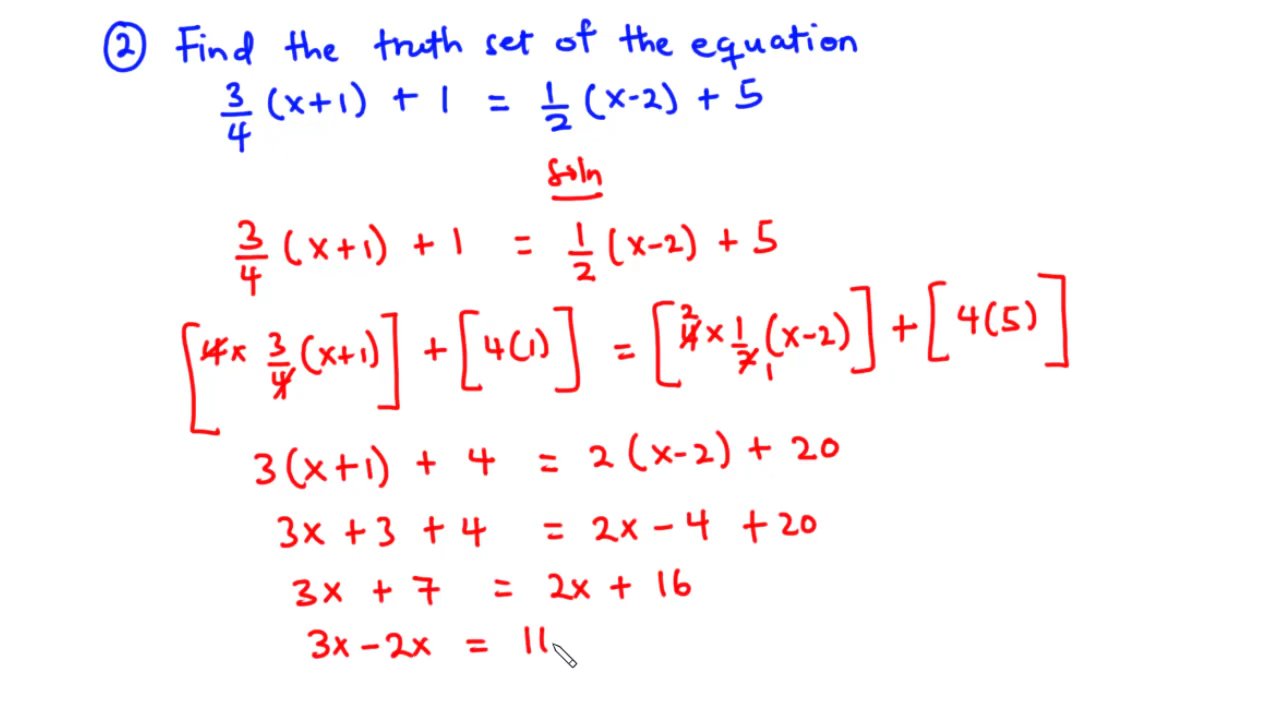 ② Find the truth set of the equation
3/4 (x+1) + 1 = 1/2 (x-2) + 5
Soln
3/4 (x+1) + 1 = 1/2 (x-2) + 5
[4 × 3/4 (x+1)] + [4(1)] = [2 4 × 1/2 1 (x-2)] + [4(5)]
3(x+1) + 4 = 2(x-2) + 20
3x + 3 + 4 = 2x - 4 + 20
3x + 7 = 2x + 16
3x - 2x = 11